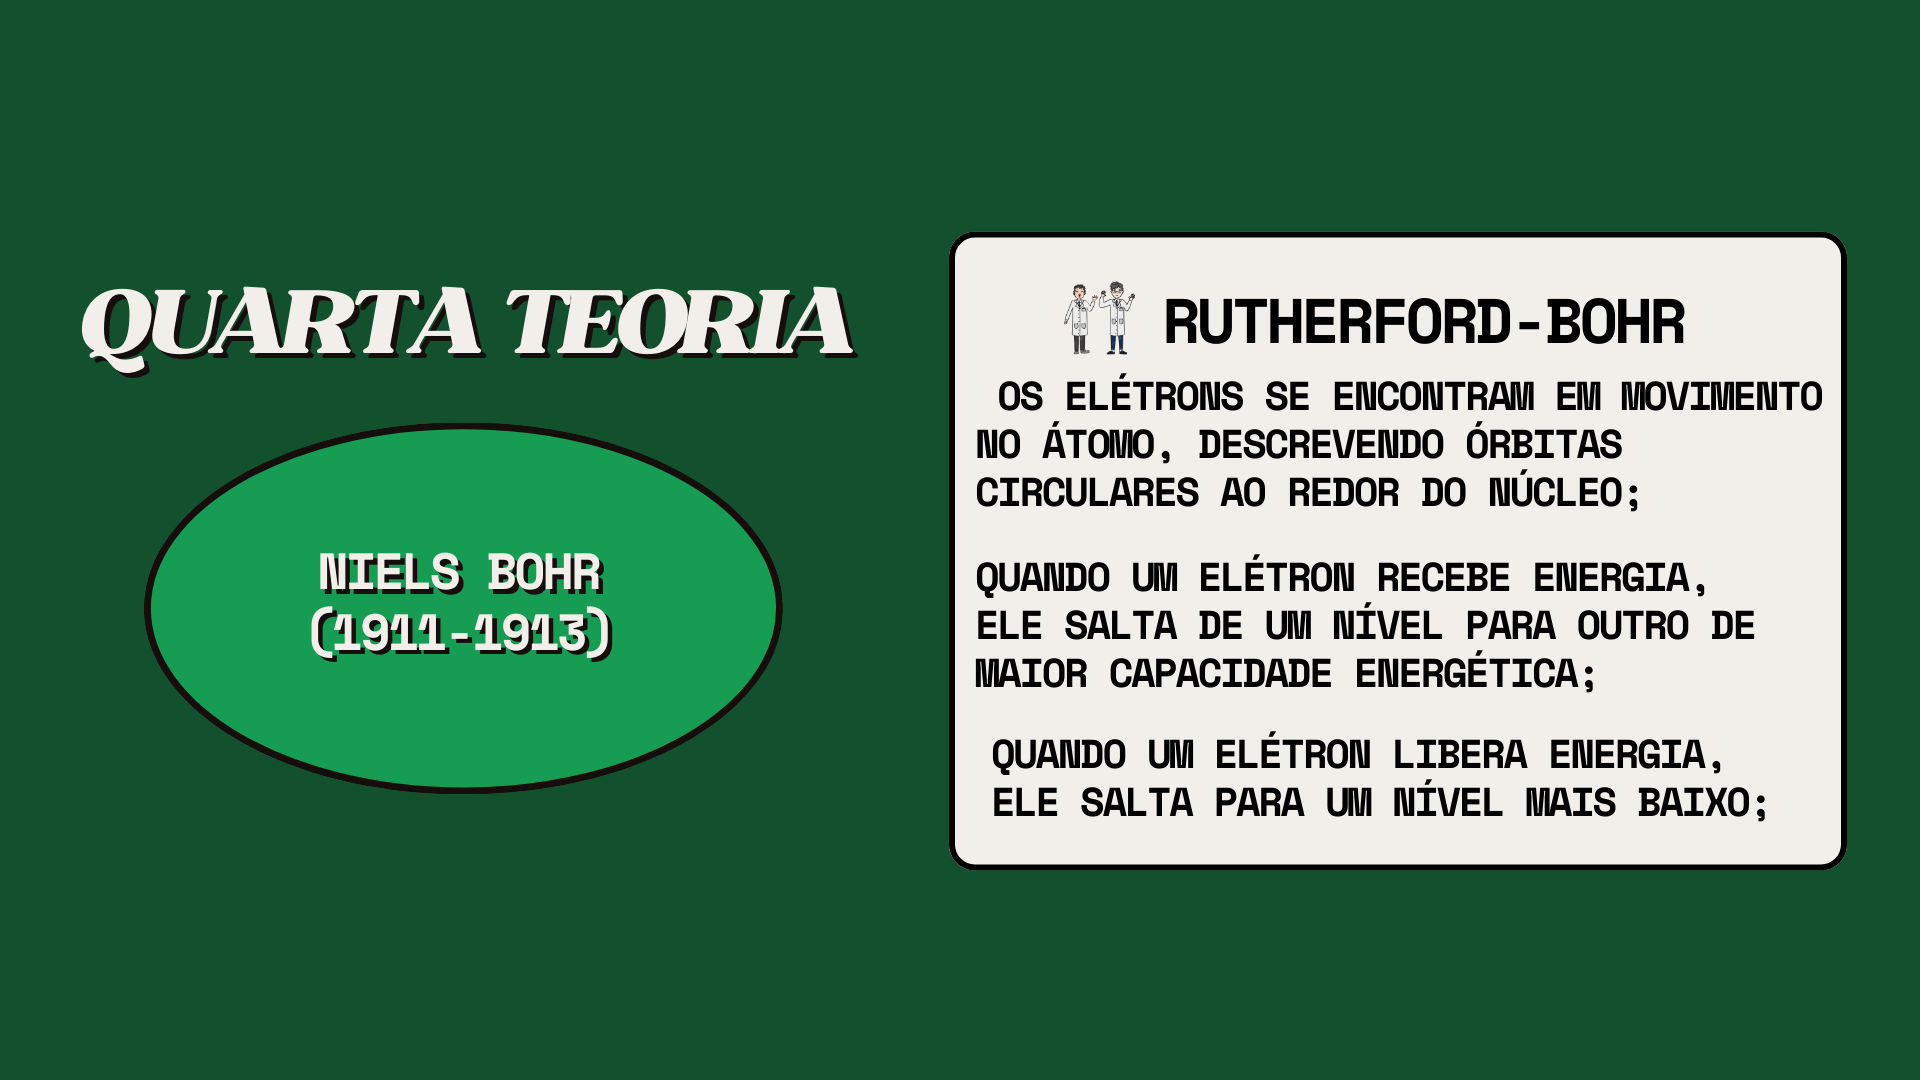 QUARTA TEORIA
NIELS BOHR
(1911-1913)
RUTHERFORD-BOHR
OS ELÉTRONS SE ENCONTRAM EM MOVIMENTO
NO ÁTOMO, DESCREVENDO ÓRBITAS
CIRCULARES AO REDOR DO NÚCLEO;
QUANDO UM ELÉTRON RECEBE ENERGIA,
ELE SALTA DE UM NÍVEL PARA OUTRO DE
MAIOR CAPACIDADE ENERGÉTICA;
QUANDO UM ELÉTRON LIBERA ENERGIA,
ELE SALTA PARA UM NÍVEL MAIS BAIXO;